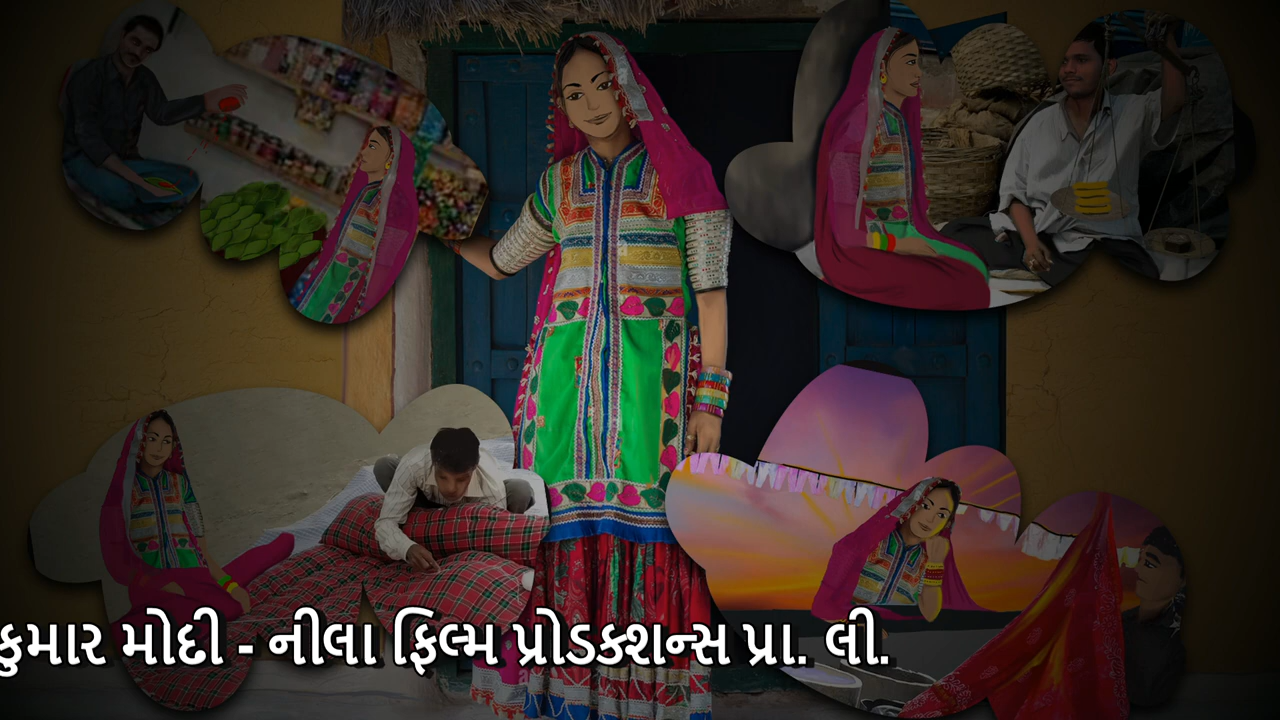 કુમાર મોદી - નીલા ફિલ્મ પ્રોડક્શન્સ પ્રા. લી.